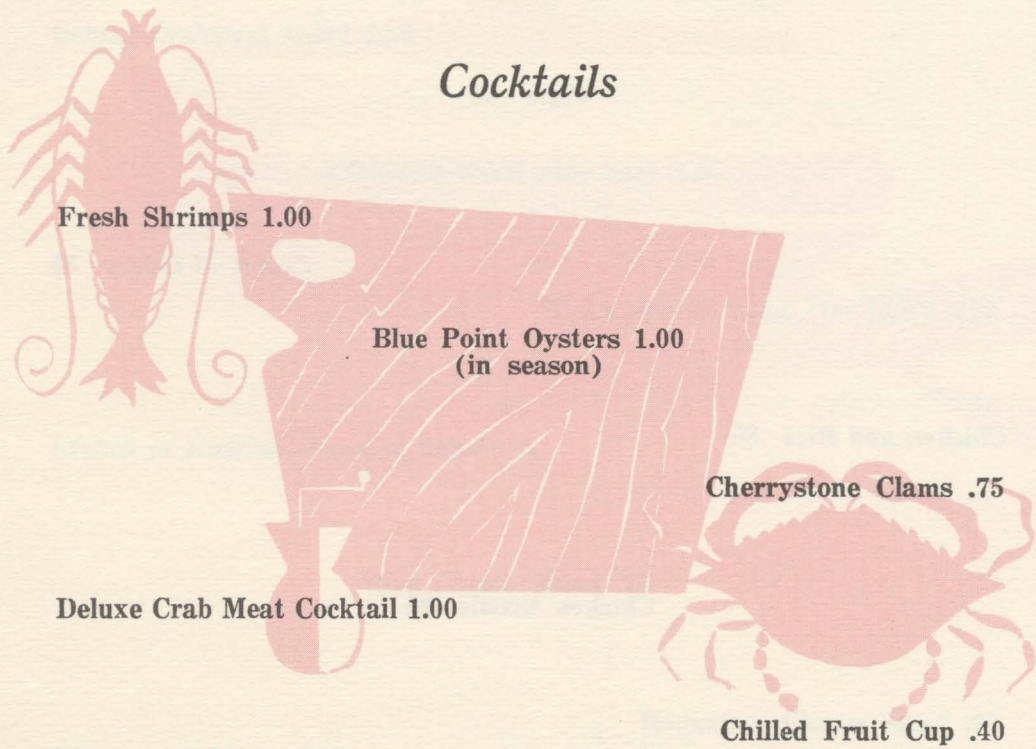 Cocktails
Fresh Shrimps 1.00
Blue Point Oysters 1.00
(in season)
Cherrystone Clams .75
Deluxe Crab Meat Cocktail 1.00
Chilled Fruit Cup .40